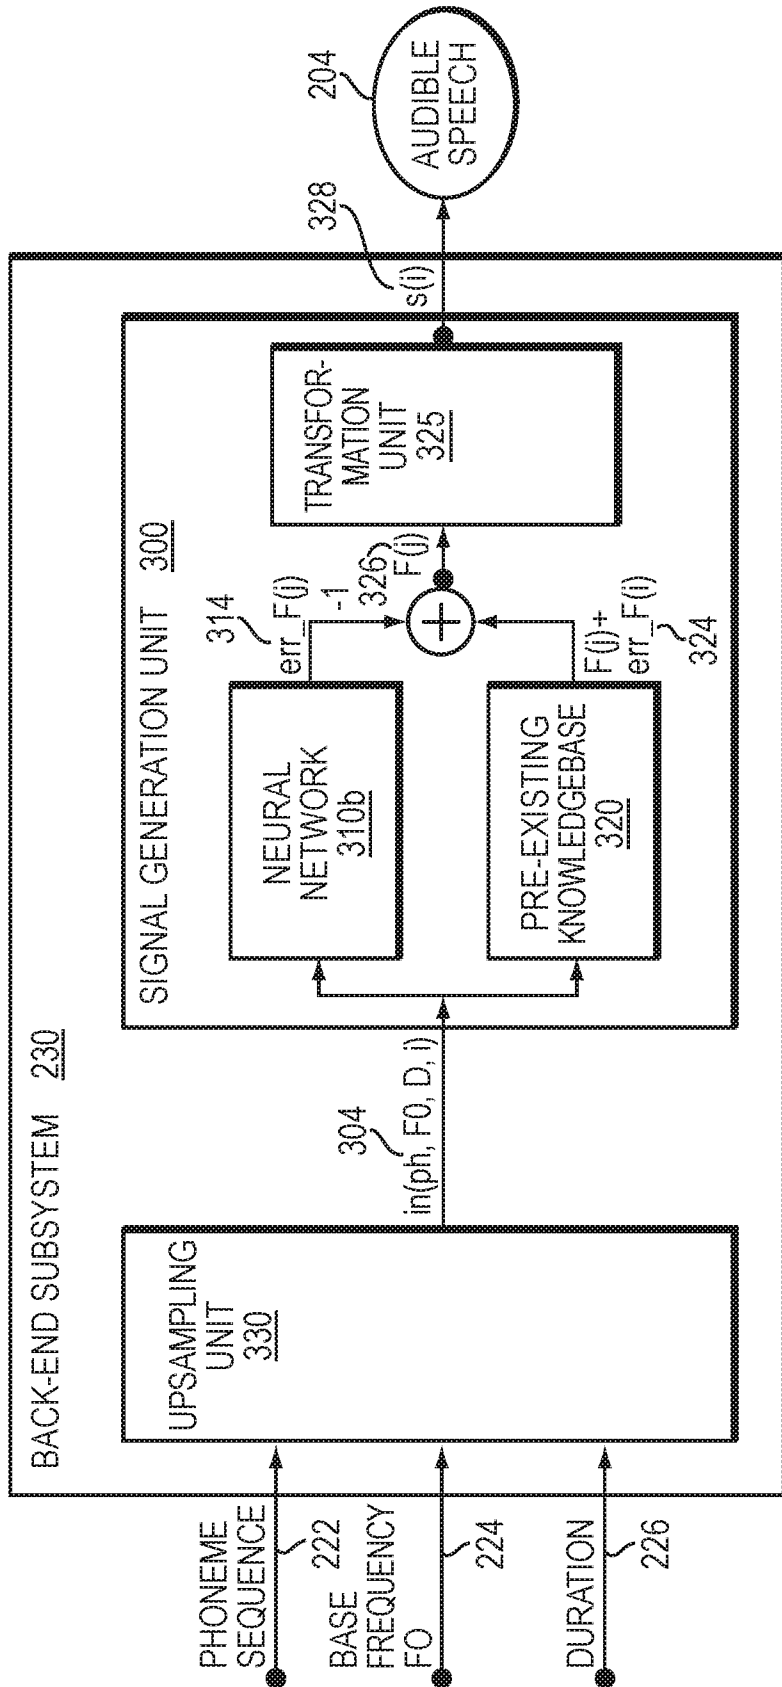 BACK-END SUBSYSTEM 230
PHONEME
SEQUENCE
222
BASE
FREQUENCY
FO
224
DURATION
226
UPSAMPLING
UNIT
330
304
in(ph, F0, D, i)
SIGNAL GENERATION UNIT 300
NEURAL
NETWORK
310b
314
err_F(j)
-1
PRE-EXISTING
KNOWLEDGEBASE
320
F(j)+
err_F(j)
324
+
326
F(j)
TRANSFOR-
MATION
UNIT
325
s(i)
328
204
AUDIBLE
SPEECH